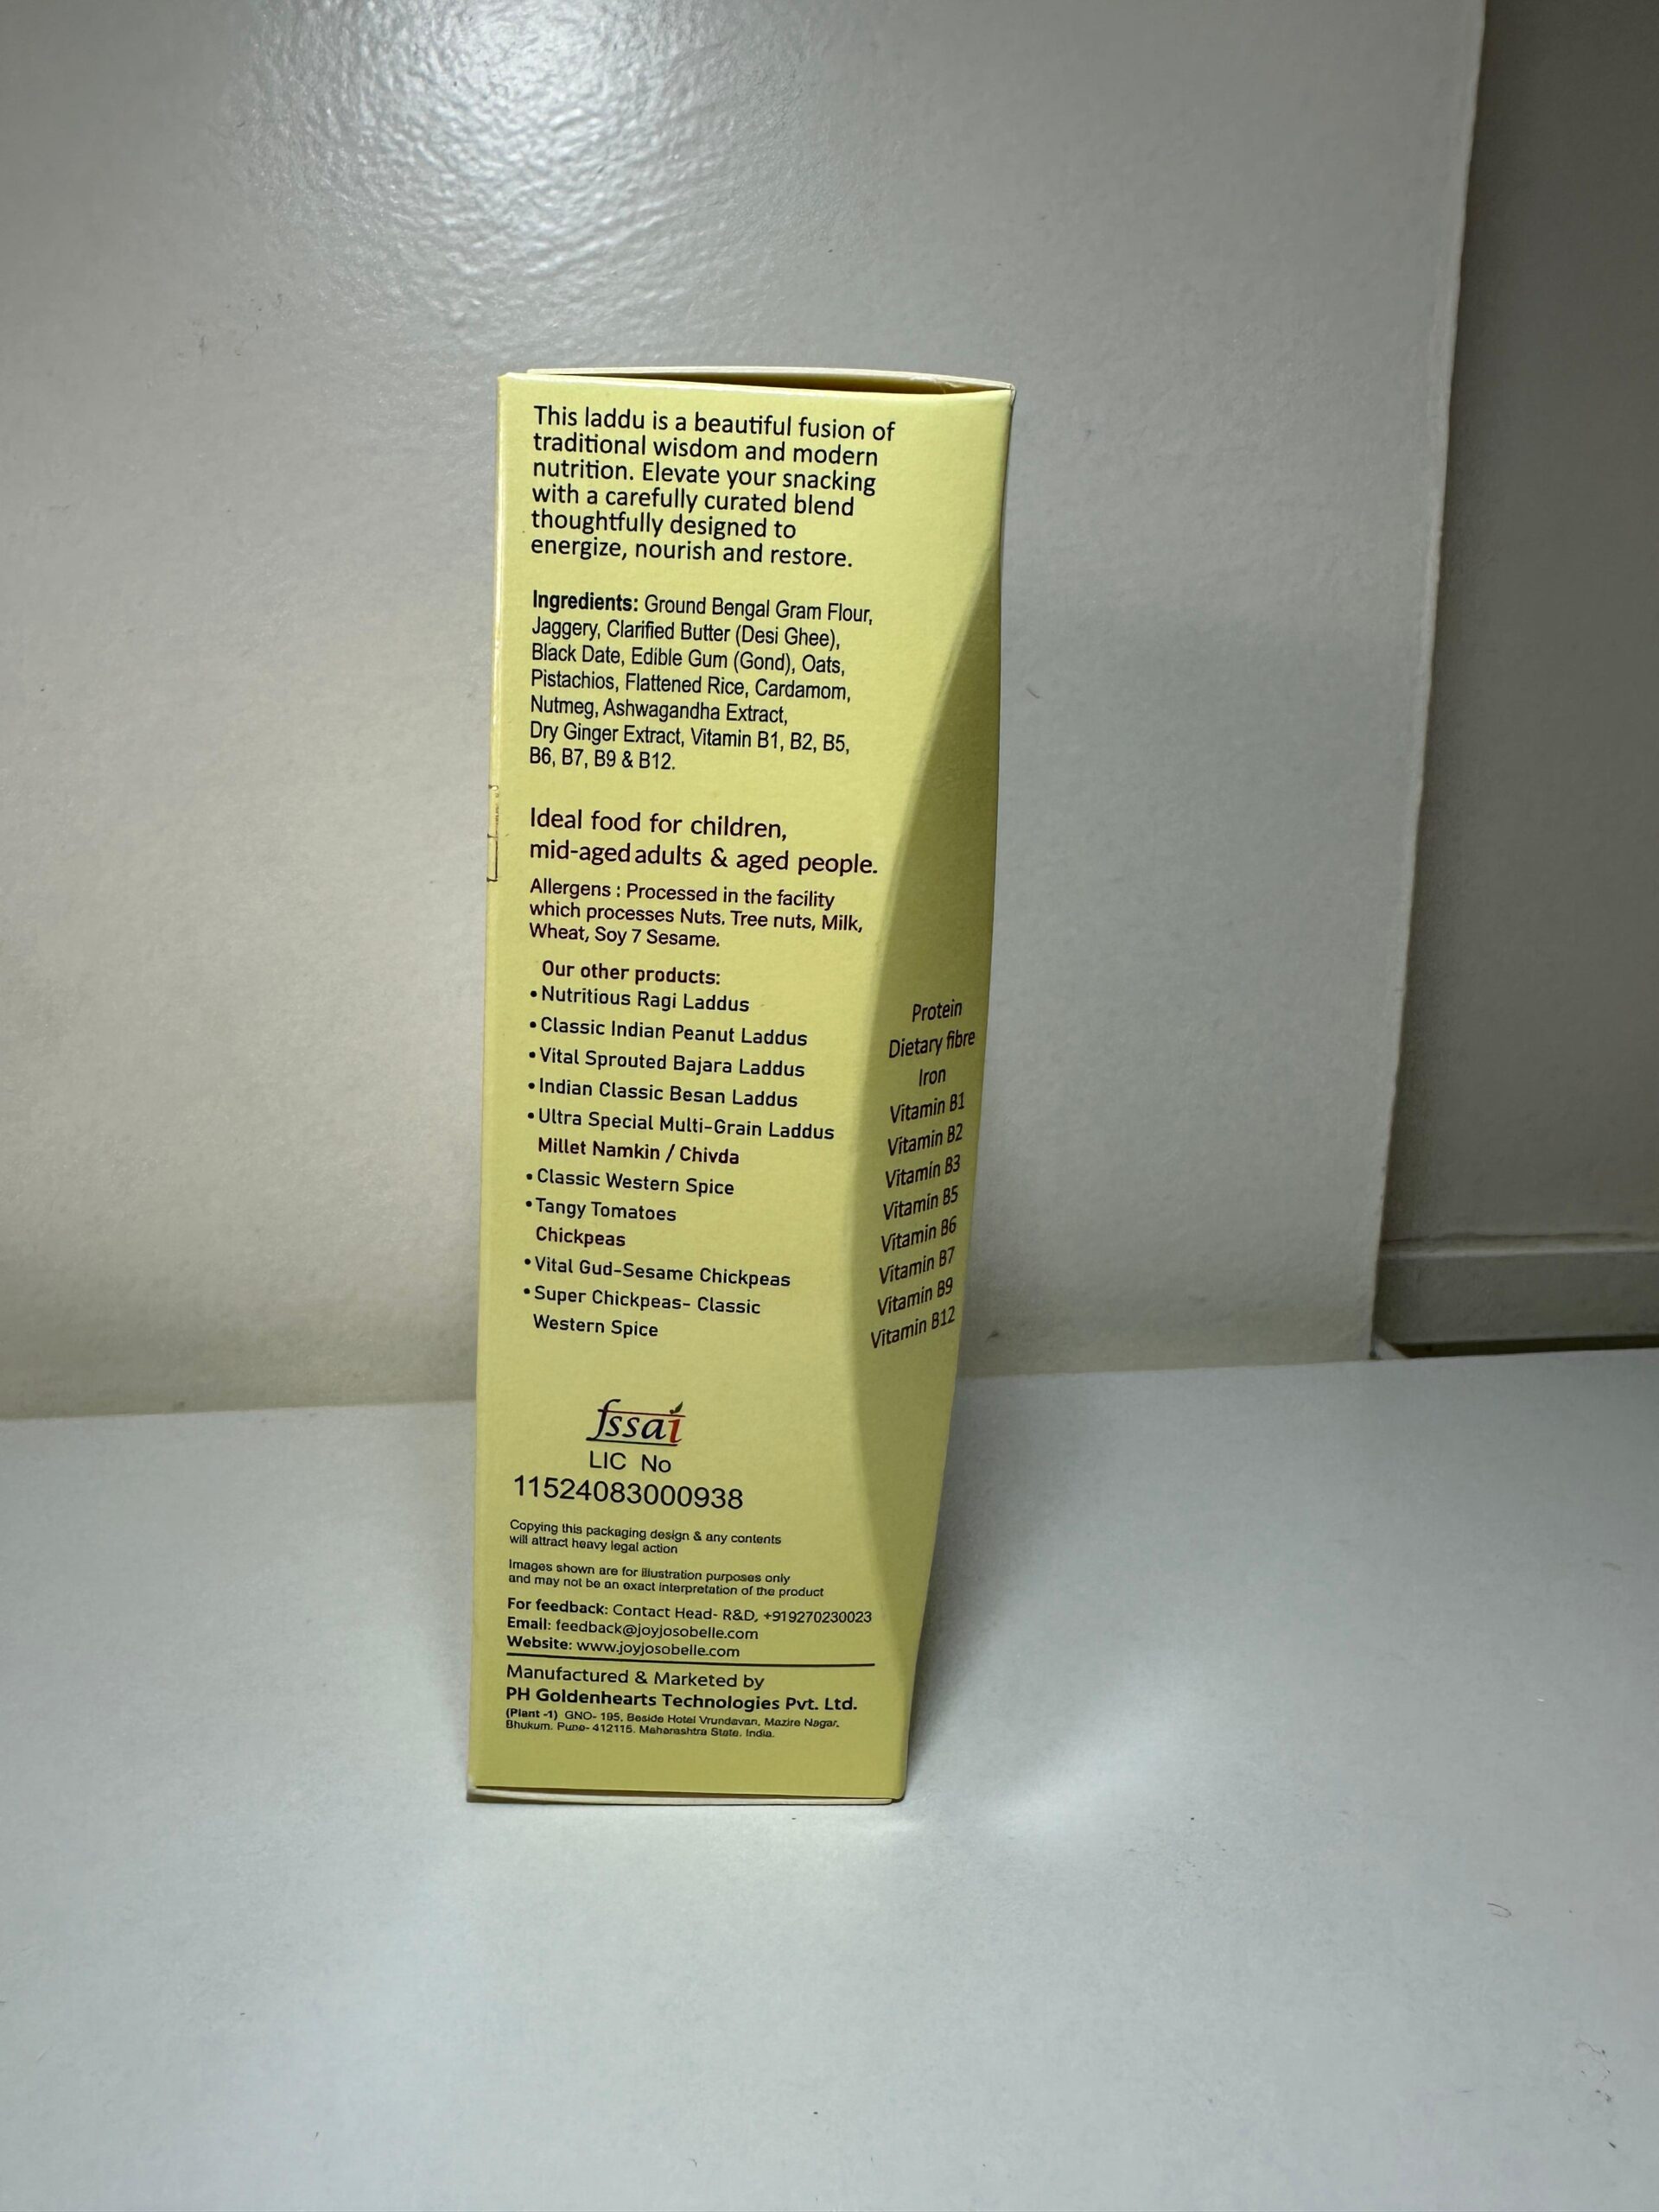 This laddu is a beautiful fusion of
traditional wisdom and modern
nutrition. Elevate your snacking
with a carefully curated blend
thoughtfully designed to
energize, nourish and restore.
Ingredients: Ground Bengal Gram Flour,
Jaggery, Clarified Butter (Desi Ghee),
Black Date, Edible Gum (Gond), Oats,
Pistachios, Flattened Rice, Cardamom,
Nutmeg, Ashwagandha Extract,
Dry Ginger Extract, Vitamin B1, B2, B5,
B6, B7, B9 & B12.
Ideal food for children,
mid-aged adults & aged people.
Allergens : Processed in the facility
which processes Nuts. Tree nuts, Milk,
Wheat, Soy 7 Sesame.
Our other products:
• Nutritious Ragi Laddus
• Classic Indian Peanut Laddus
• Vital Sprouted Bajara Laddus
• Indian Classic Besan Laddus
• Ultra Special Multi-Grain Laddus
Millet Namkin / Chivda
• Classic Western Spice
• Tangy Tomatoes
Chickpeas
• Vital Gud-Sesame Chickpeas
• Super Chickpeas- Classic
Western Spice
fssai
LIC No
11524083000938
Copying this packaging design & any contents
will attract heavy legal action
Images shown are for illustration purposes only
and may not be an exact interpretation of the product
For feedback: Contact Head- R&D, +919270230023
Email: feedback@joyjosobelle.com
Website: www.joyjosobelle.com
Manufactured & Marketed by
PH Goldenhearts Technologies Pvt. Ltd.
(Plant -1) GNO- 195, Beside Hotel Vrundavan, Mazire Nagar,
Bhukum. Pune- 412115. Maharashtra State. India.
Protein
Dietary fibre
Iron
Vitamin B1
Vitamin B2
Vitamin B3
Vitamin B5
Vitamin B6
Vitamin B7
Vitamin B9
Vitamin B12